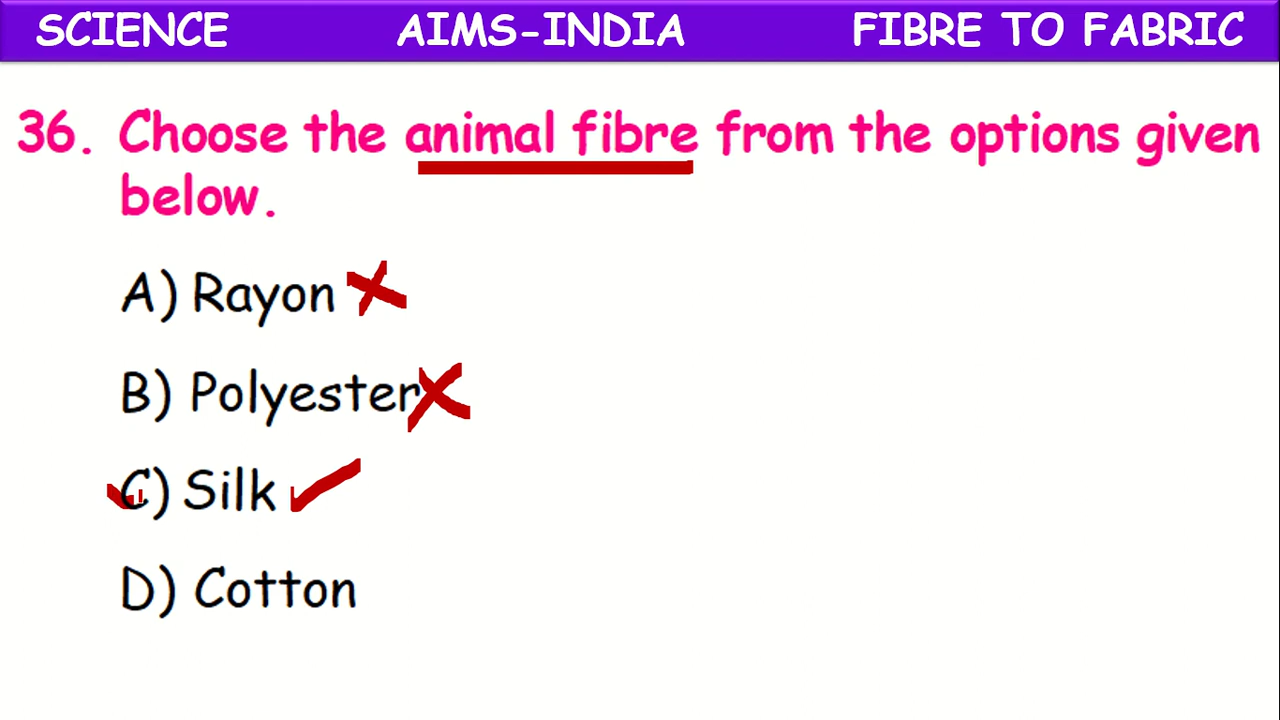 SCIENCE AIMS-INDIA FIBRE TO FABRIC
36. Choose the animal fibre from the options given
below.
A) Rayon
B) Polyester
C) Silk
D) Cotton